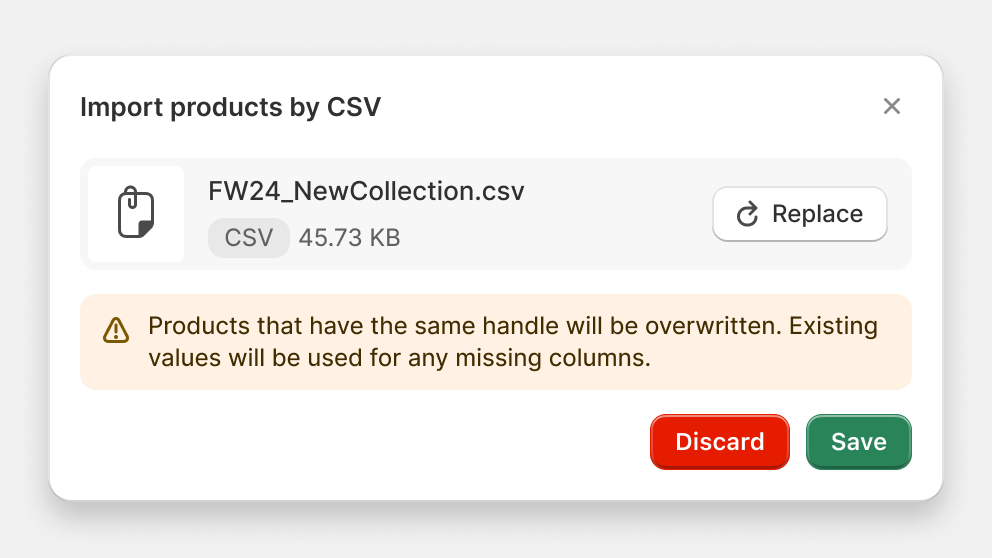 Import products by CSV
FW24_NewCollection.csv
CSV 45.73 KB
Replace
Products that have the same handle will be overwritten. Existing
values will be used for any missing columns.
Discard Save